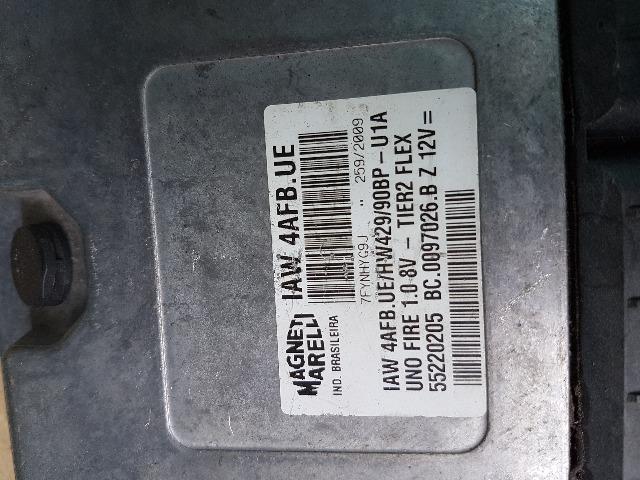 MAGNETI
MARELLI
IAW 4AFB.UE
IND. BRASILEIRA
7FYNHYG9J " 259/2009
IAW 4AFB.UE/HW429/90BP - U1A
UNO FIRE 1.0 8V - TIER2 FLEX
55220205 BC.0097026.B Z 12V =